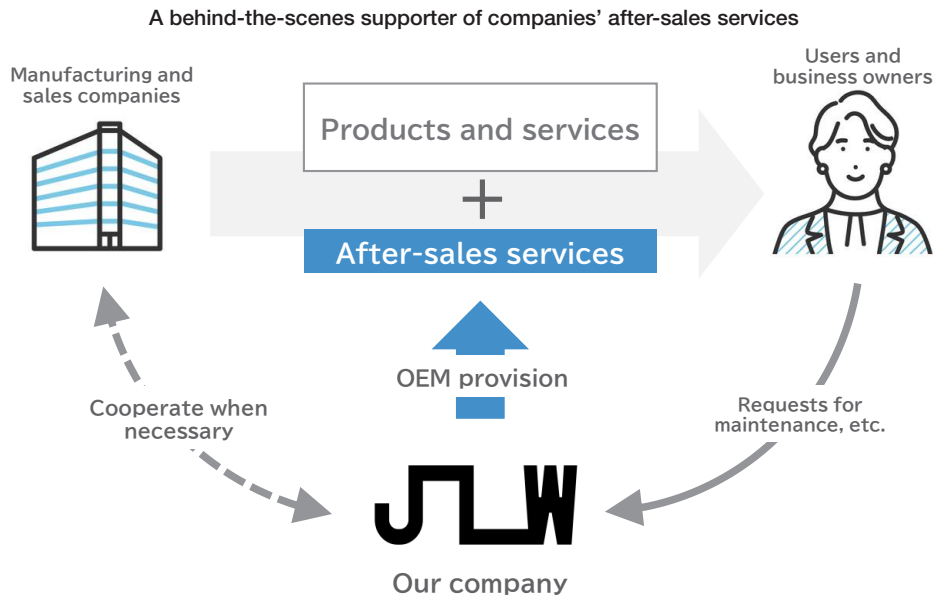 A behind-the-scenes supporter of companies’ after-sales services
Manufacturing and
sales companies
Users and
business owners
Products and services
+
After-sales services
OEM provision
Cooperate when
necessary
Requests for
maintenance, etc.
JLW
Our company